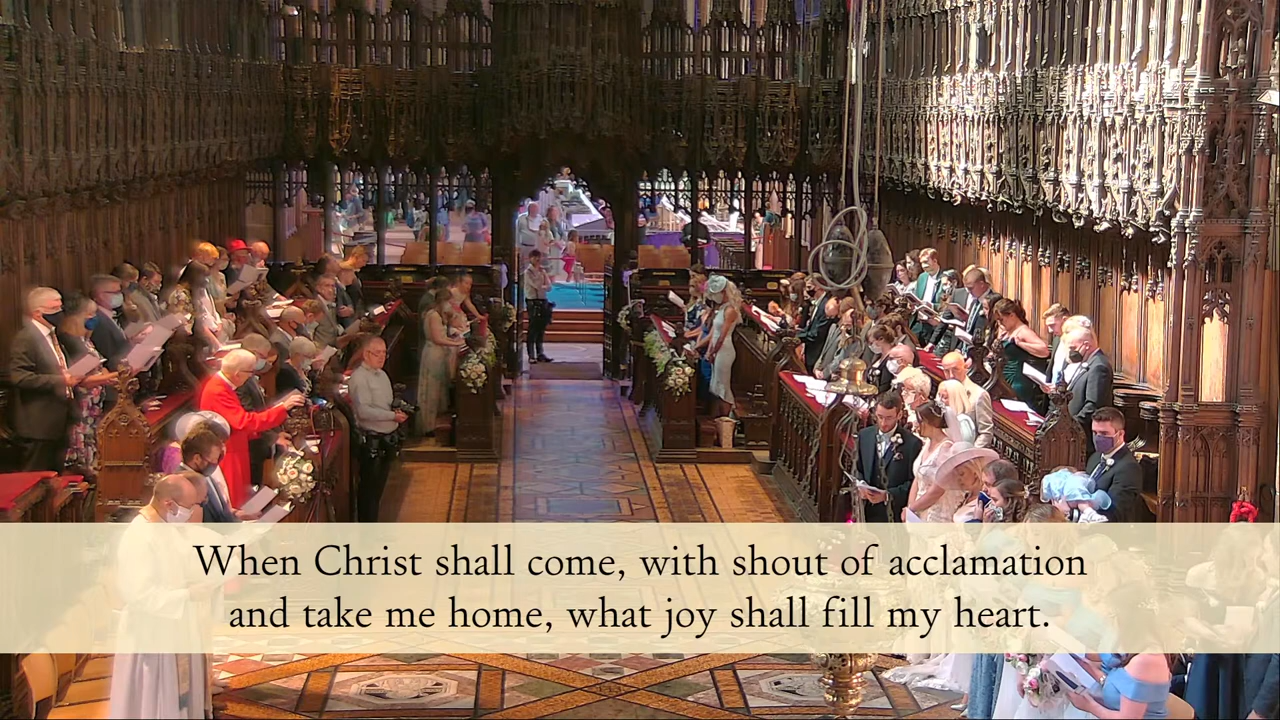 When Christ shall come, with shout of acclamation
and take me home, what joy shall fill my heart.